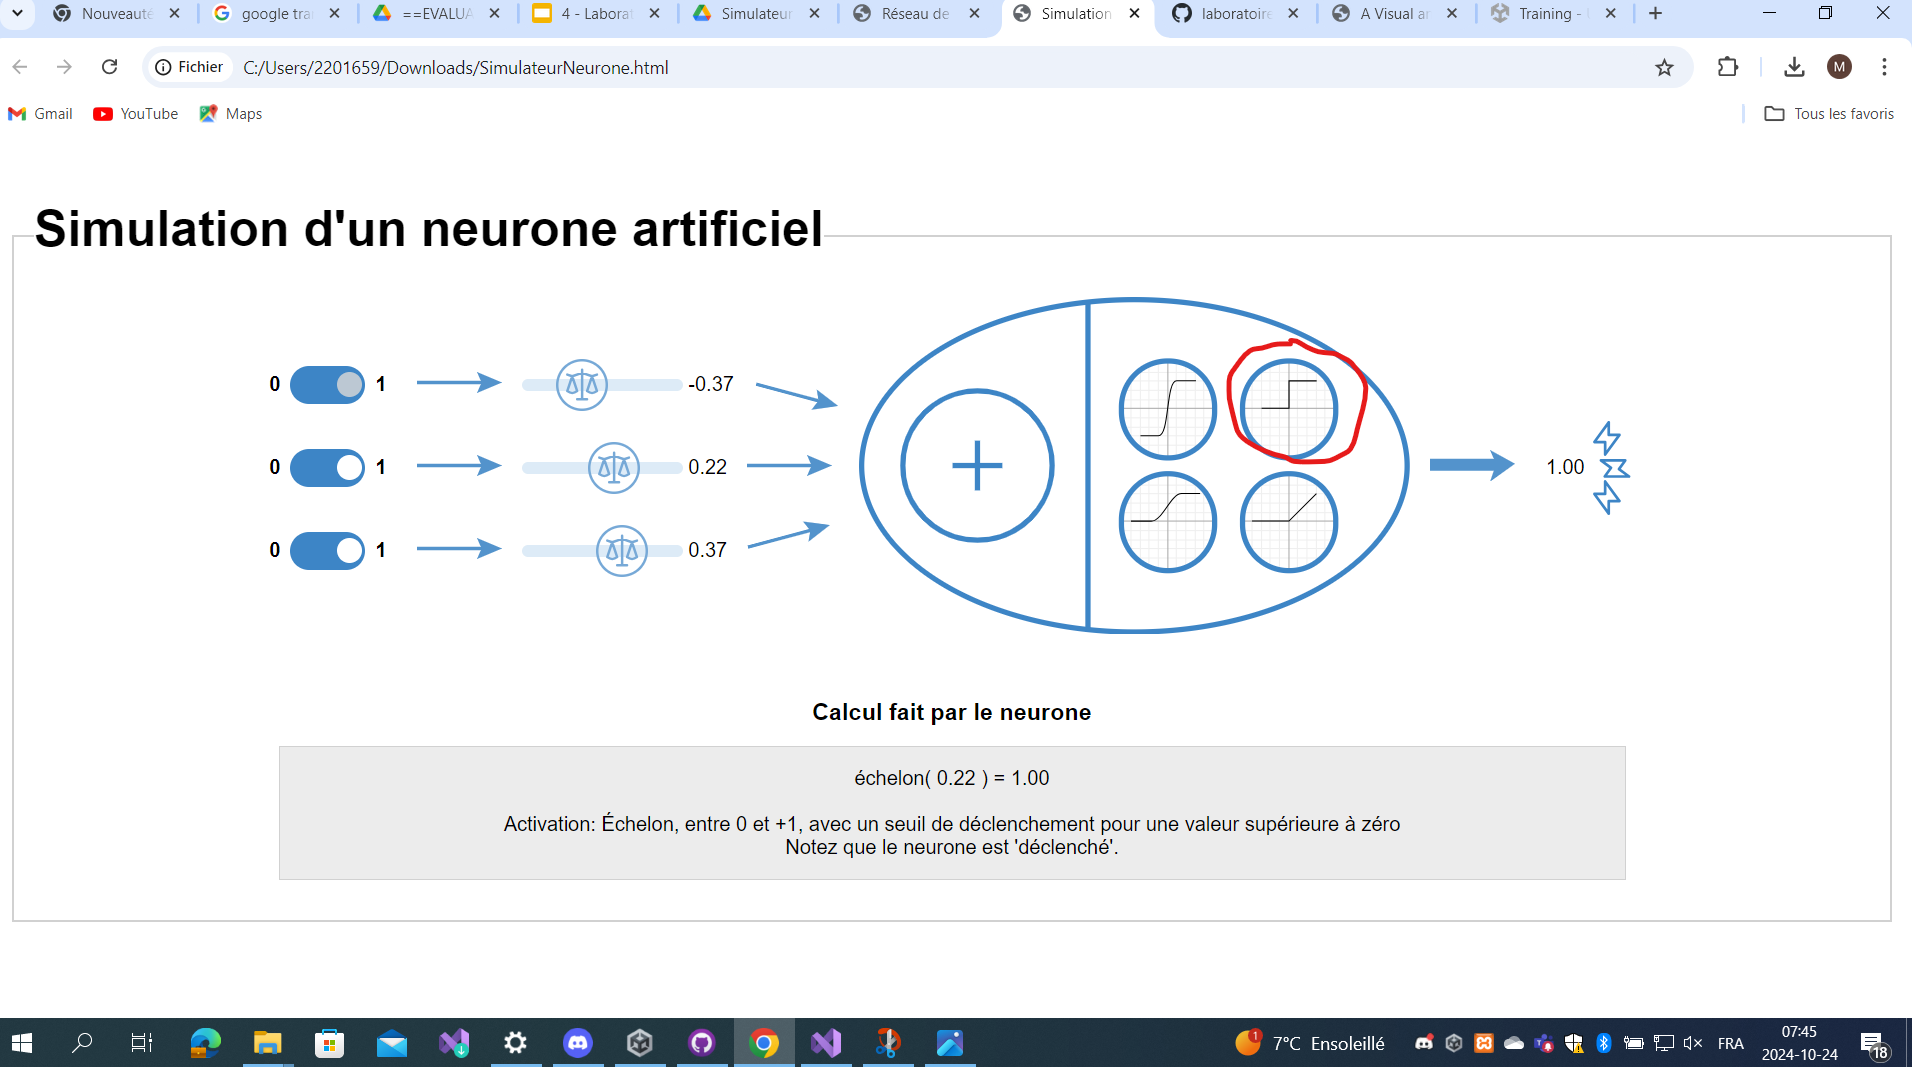 Nouveauté
google tra
==EVALUA
4 - Laborat
Simulateur
Réseau de
Simulation
laboratoire
A Visual a
Training -
Fichier
C:/Users/2201659/Downloads/SimulateurNeurone.html
M
Gmail
YouTube
Maps
Tous les favoris
Simulation d'un neurone artificiel
0 1 -0.37
0 1 0.22
0 1 0.37
+
1.00
Calcul fait par le neurone
échelon( 0.22 ) = 1.00
Activation: Échelon, entre 0 et +1, avec un seuil de déclenchement pour une valeur supérieure à zéro
Notez que le neurone est 'déclenché'.
1
7°C Ensoleillé
FRA
07:45
2024-10-24
18